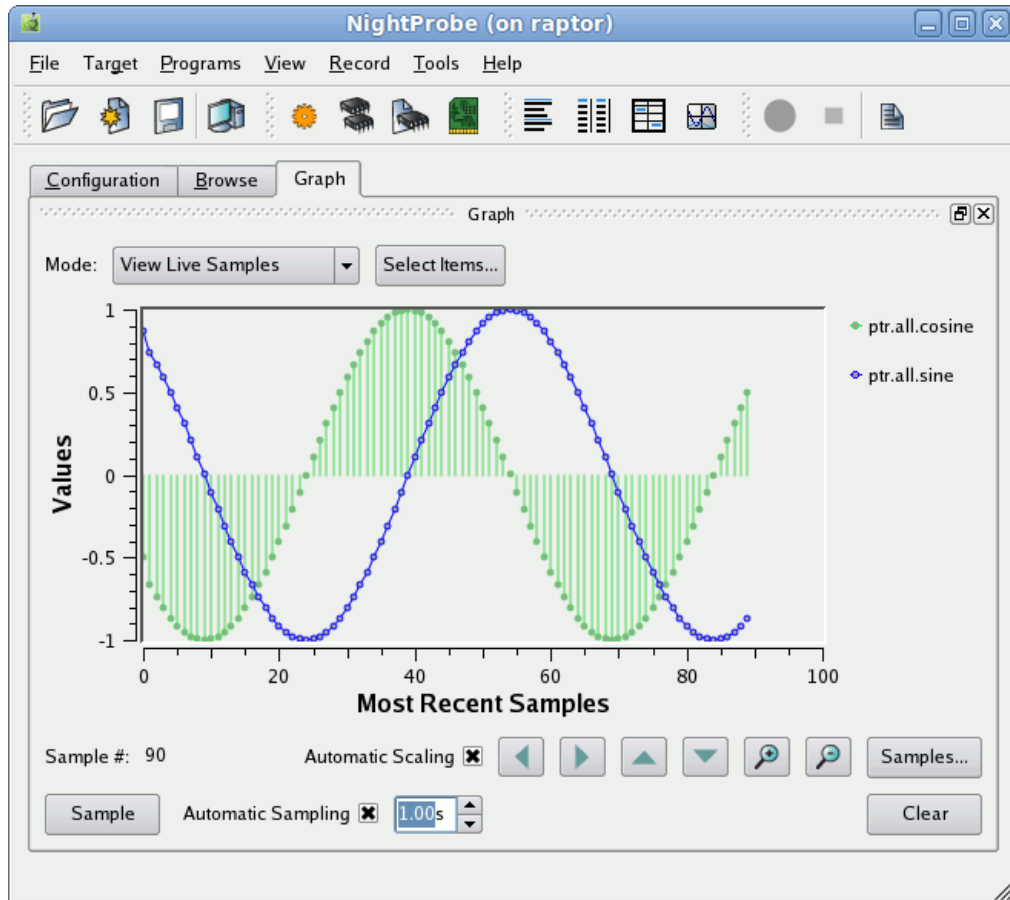 NightProbe (on raptor)
File Target Programs View Record Tools Help
Configuration Browse Graph
Graph
Mode: View Live Samples Select Items...
1
0.5
0
-0.5
-1
Values
ptr.all.cosine
ptr.all.sine
0 20 40 60 80 100
Most Recent Samples
Sample #: 90 Automatic Scaling Samples...
Sample Automatic Sampling 1.00s Clear